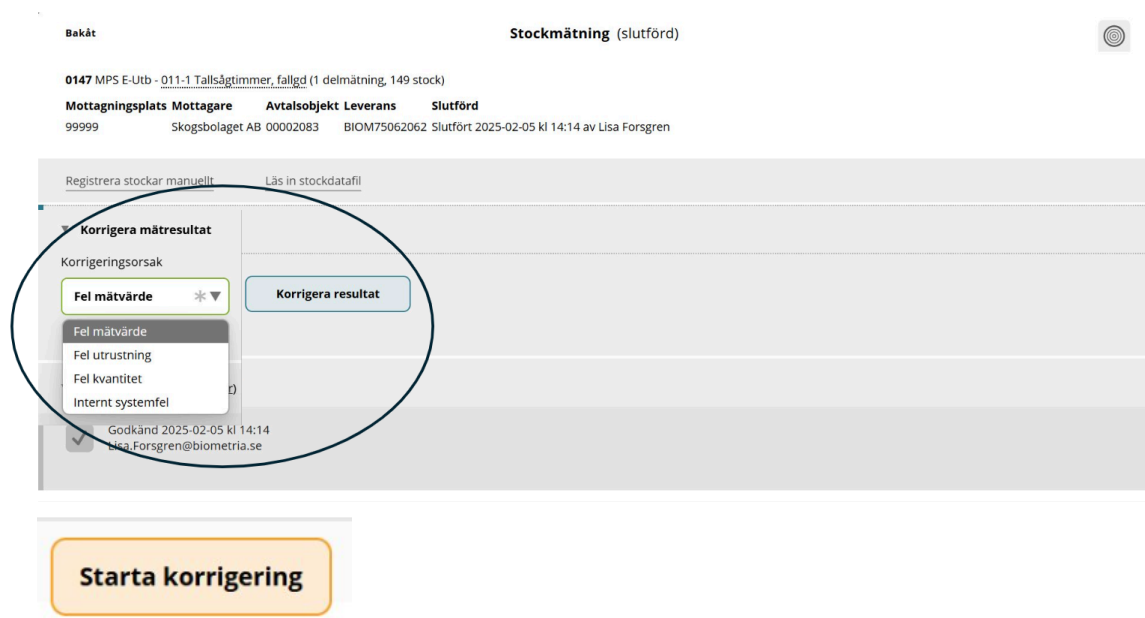 Bakåt
Stockmätning (slutförd)
0147 MPS E-Utb - 011-1 Tallsågtimmer, fallgd (1 delmätning, 149 stock)
Mottagningsplats Mottagare Avtalsobjekt Leverans Slutförd
99999 Skogsbolaget AB 00002083 BIOM75062062 Slutfört 2025-02-05 kl 14:14 av Lisa Forsgren
Registrera stockar manuellt Läs in stockdatafil
Korrigera mätresultat
Korrigeringsorsak
Fel mätvärde Korrigera resultat
Fel mätvärde
Fel utrustning
Fel kvantitet
Internt systemfel
Godkänd 2025-02-05 kl 14:14
Lisa.Forsgren@biometria.se
Starta korrigering